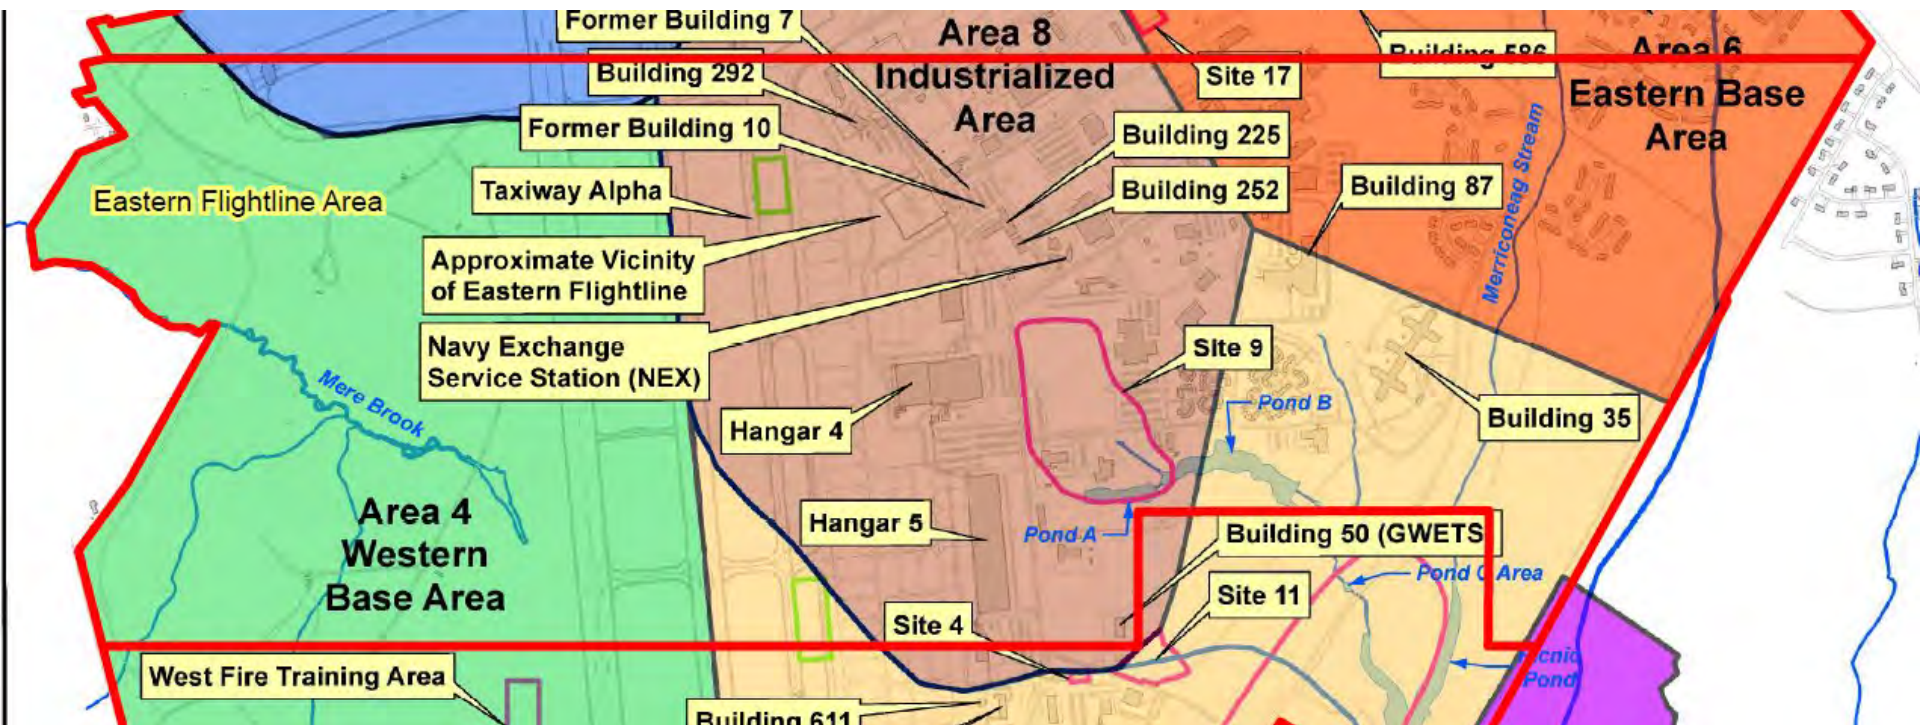 Former Building 7
Area 8
Industrialized
Area
Building 586
Area 6
Eastern Base
Area
Building 292
Site 17
Former Building 10
Building 225
Taxiway Alpha
Building 252
Building 87
Merriconeag Stream
Eastern Flightline Area
Approximate Vicinity
of Eastern Flightline
Navy Exchange
Service Station (NEX)
Site 9
Mere Brook
Hangar 4
Pond B
Building 35
Area 4
Western
Base Area
Hangar 5
Pond A
Building 50 (GWETS
Pond C Area
Site 11
Site 4
West Fire Training Area
Picnic
Pond
Building 611